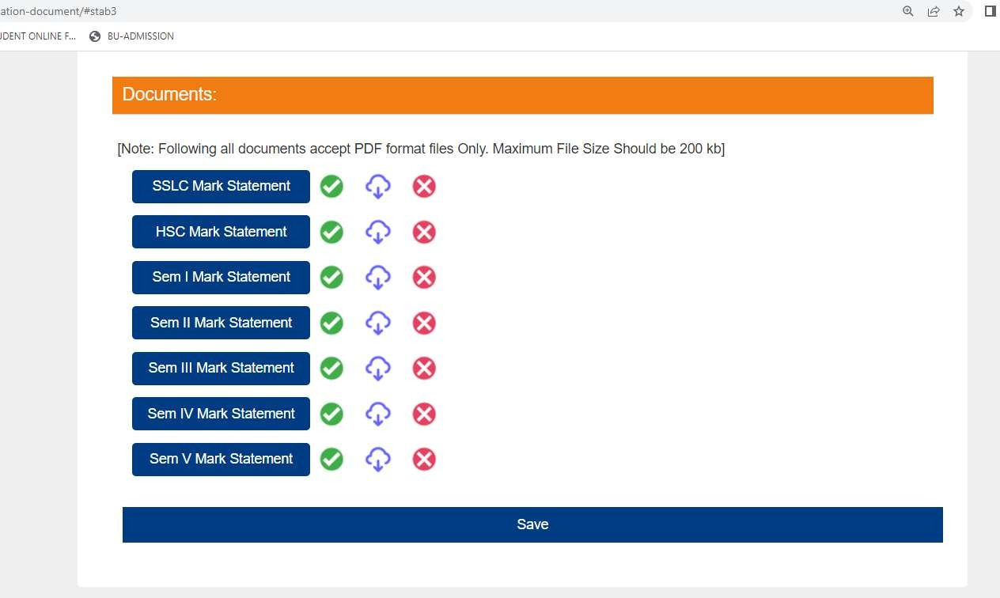 ation-document/#stab3
UDENT ONLINE F... BU-ADMISSION
Documents:
[Note: Following all documents accept PDF format files Only. Maximum File Size Should be 200 kb]
SSLC Mark Statement
HSC Mark Statement
Sem I Mark Statement
Sem II Mark Statement
Sem III Mark Statement
Sem IV Mark Statement
Sem V Mark Statement
Save